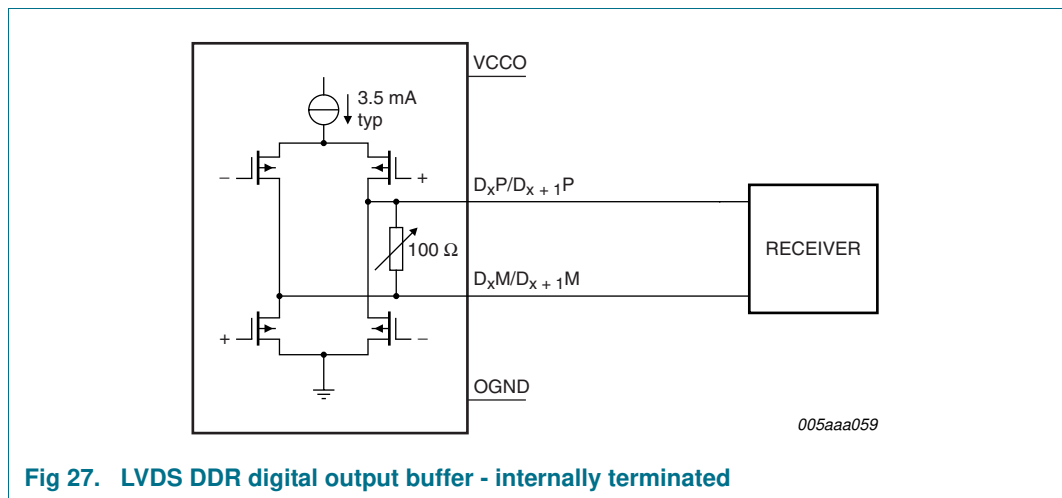 VCCO
3.5 mA
typ
− +
DxP/Dx + 1P
100 Ω
RECEIVER
DxM/Dx + 1M
+ −
OGND
005aaa059
Fig 27. LVDS DDR digital output buffer - internally terminated